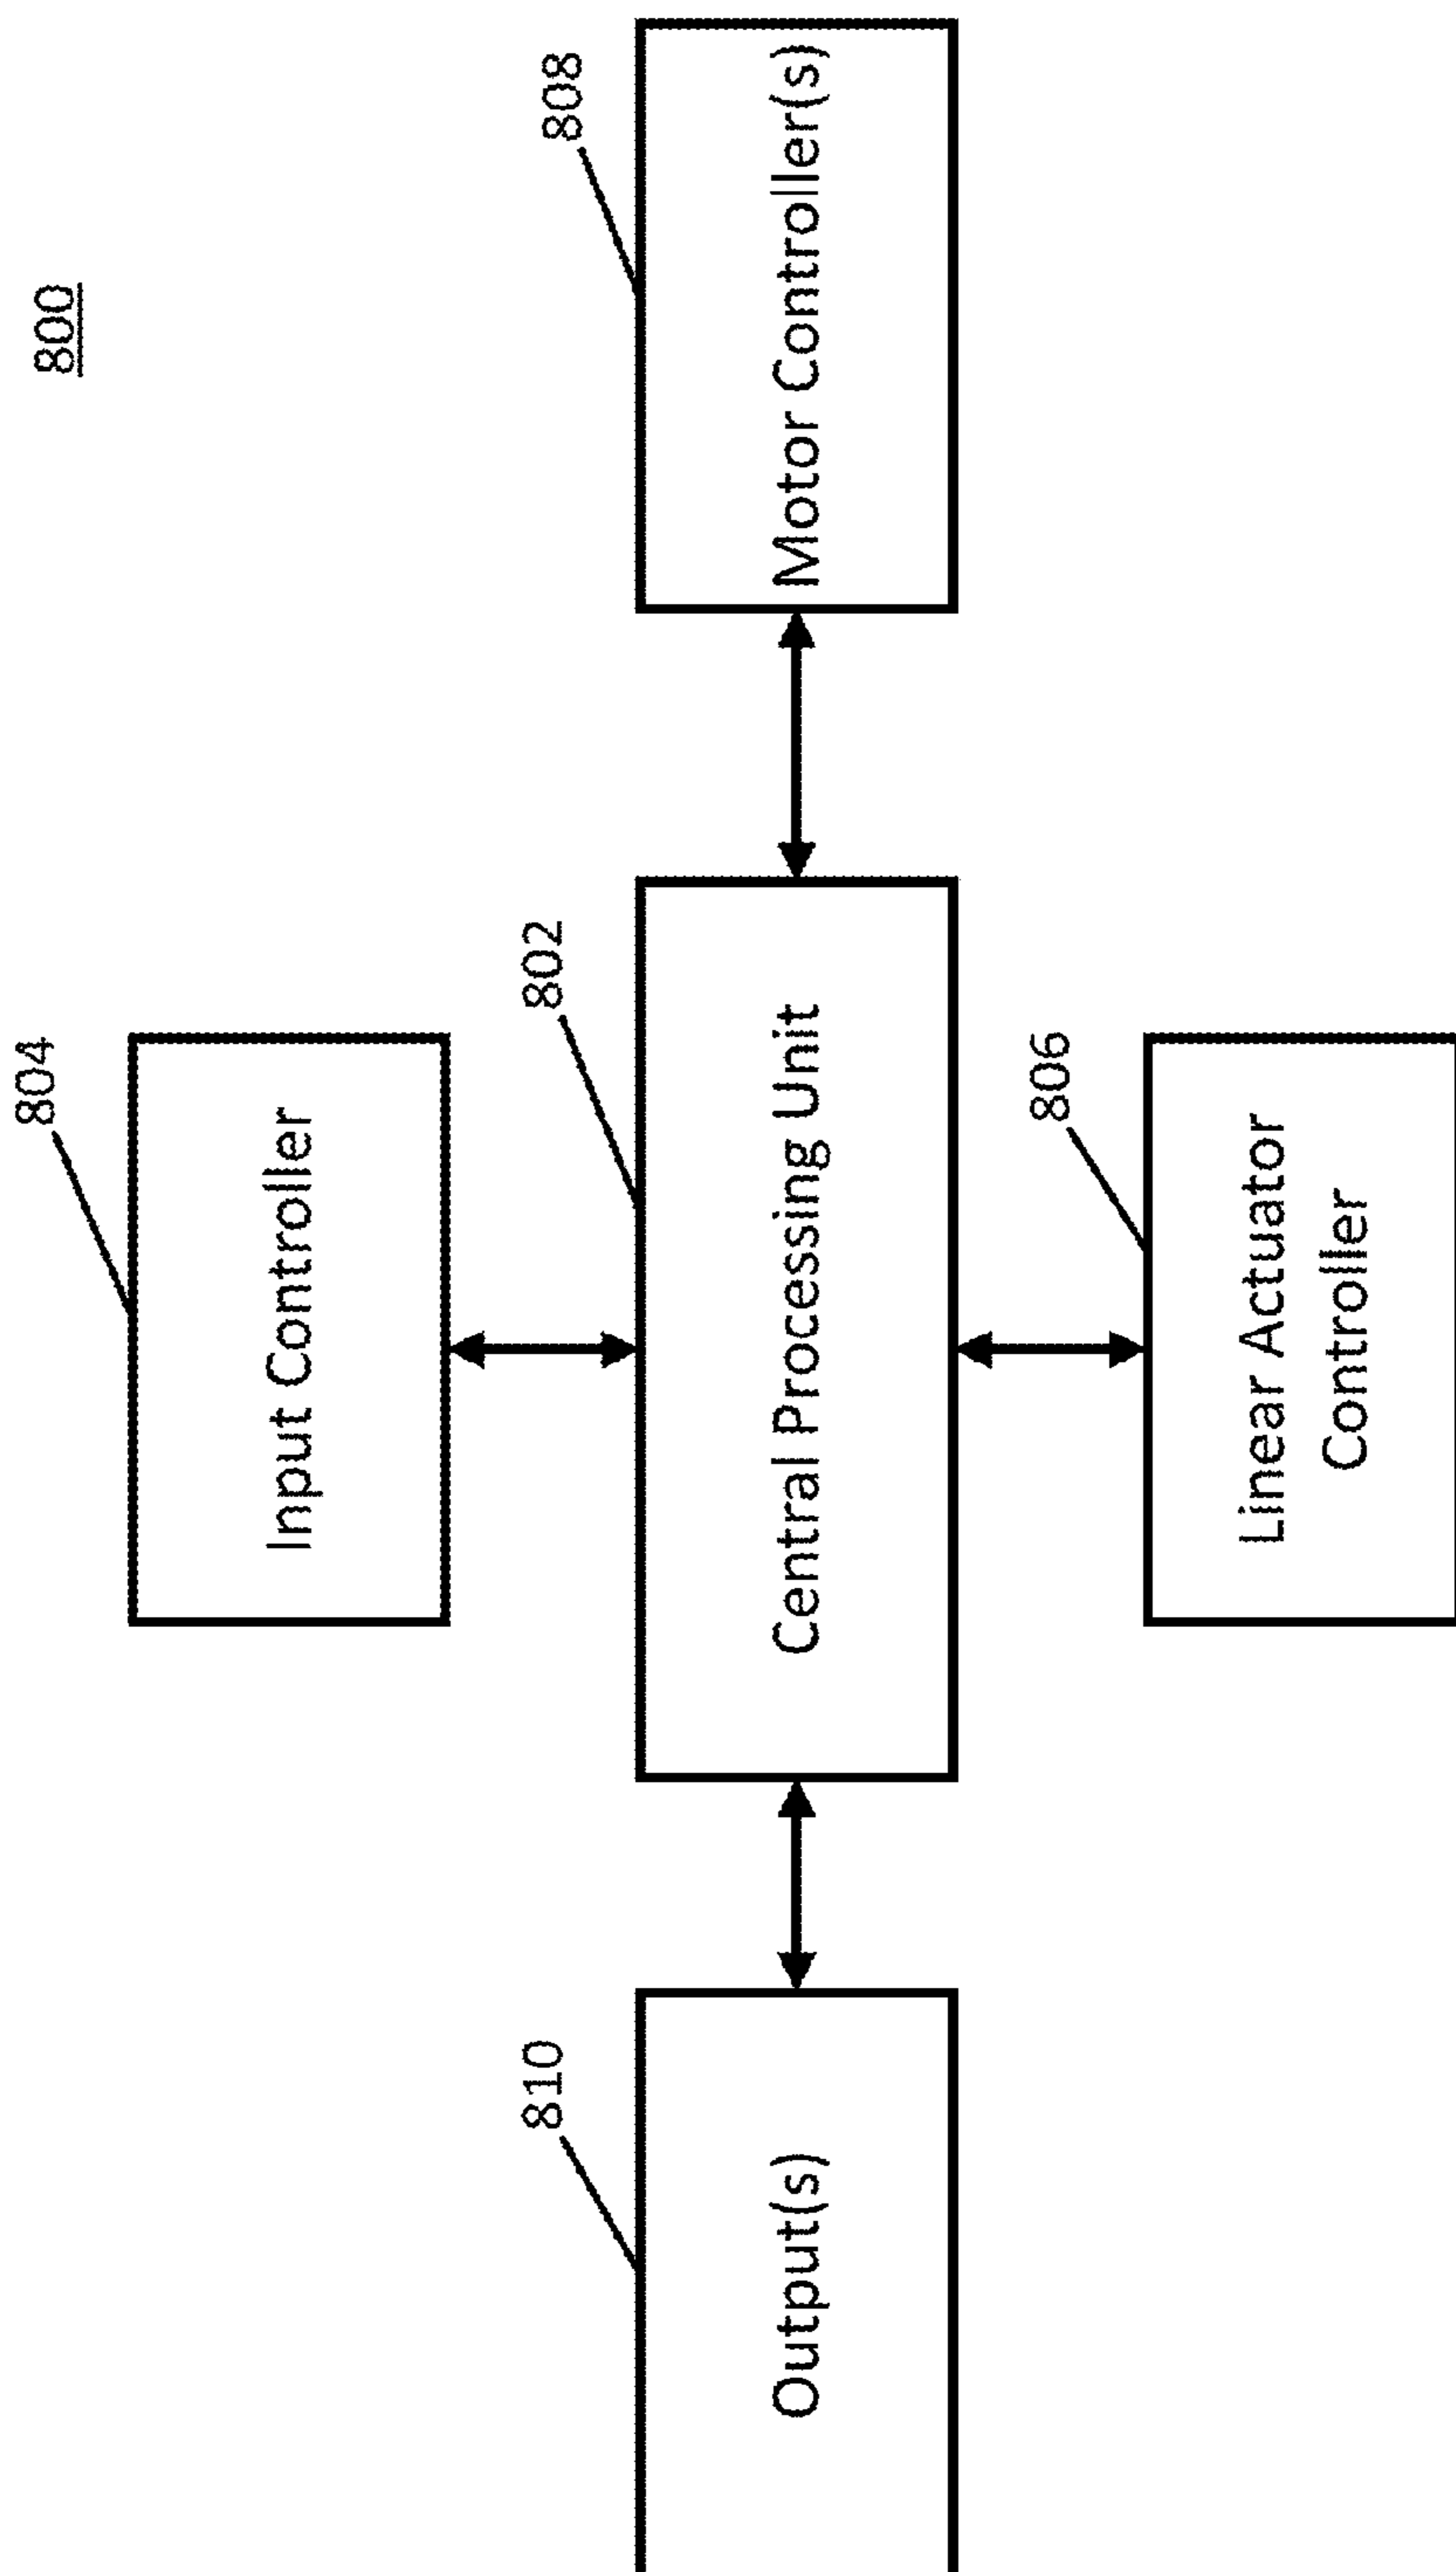 800
804
Input Controller
810
802
808
Output(s)
Central Processing Unit
Motor Controller(s)
806
Linear Actuator
Controller